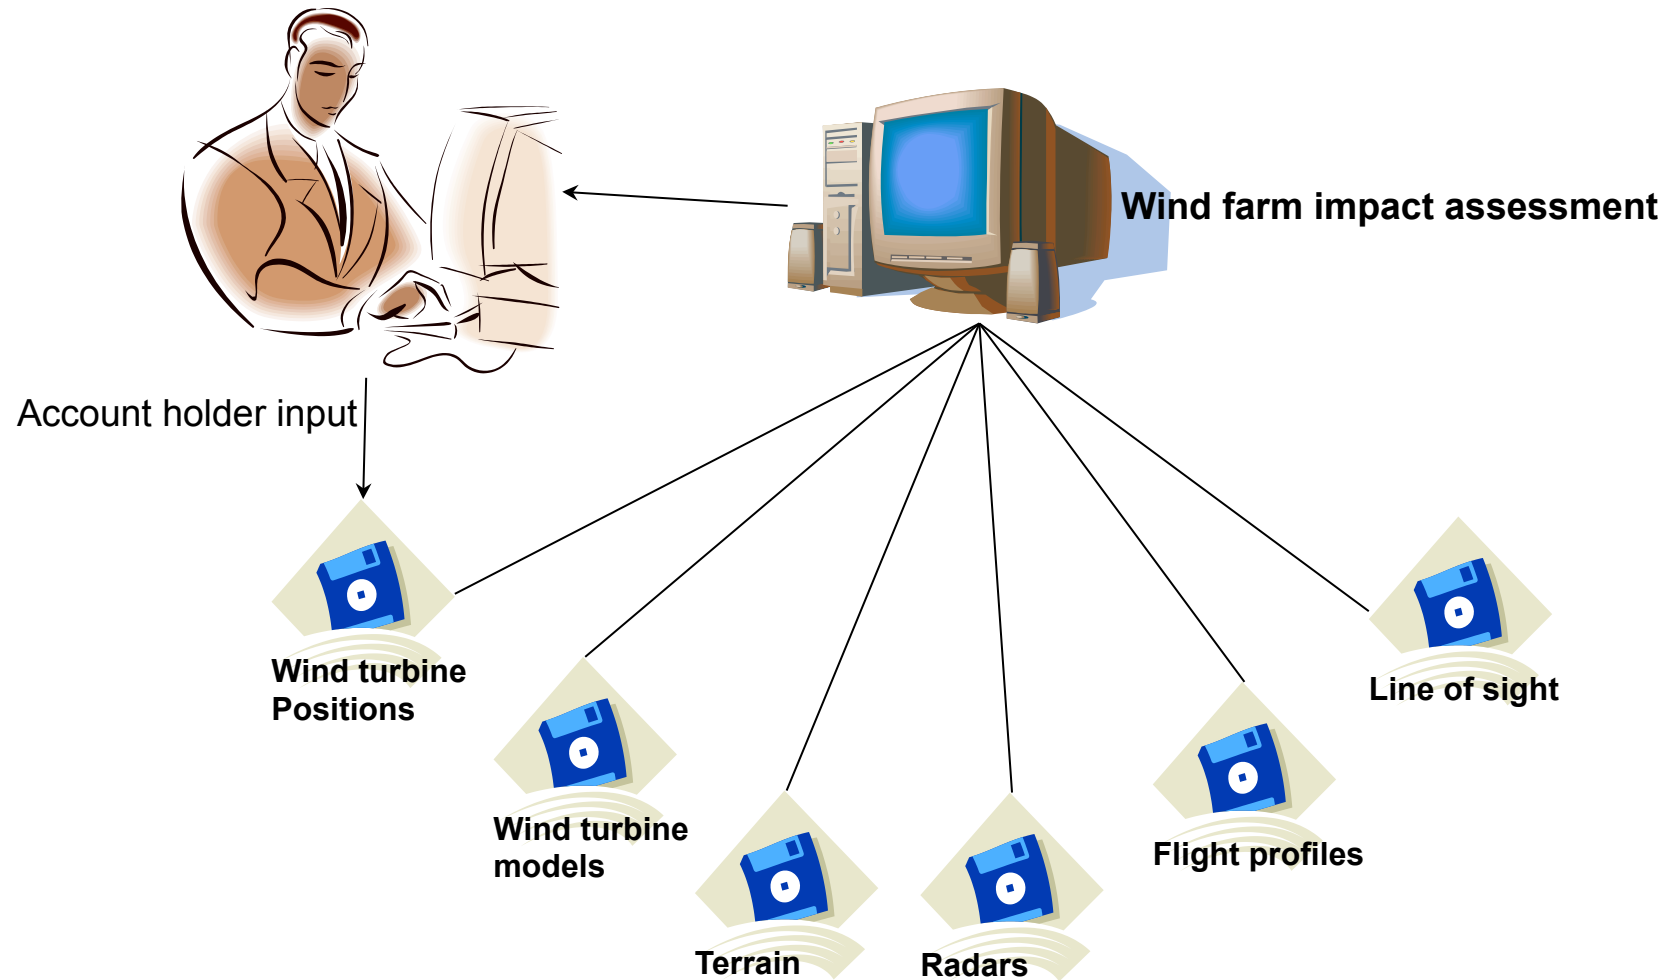 Wind farm impact assessment
Account holder input
Wind turbine
Positions
Wind turbine
models
Terrain
Radars
Flight profiles
Line of sight